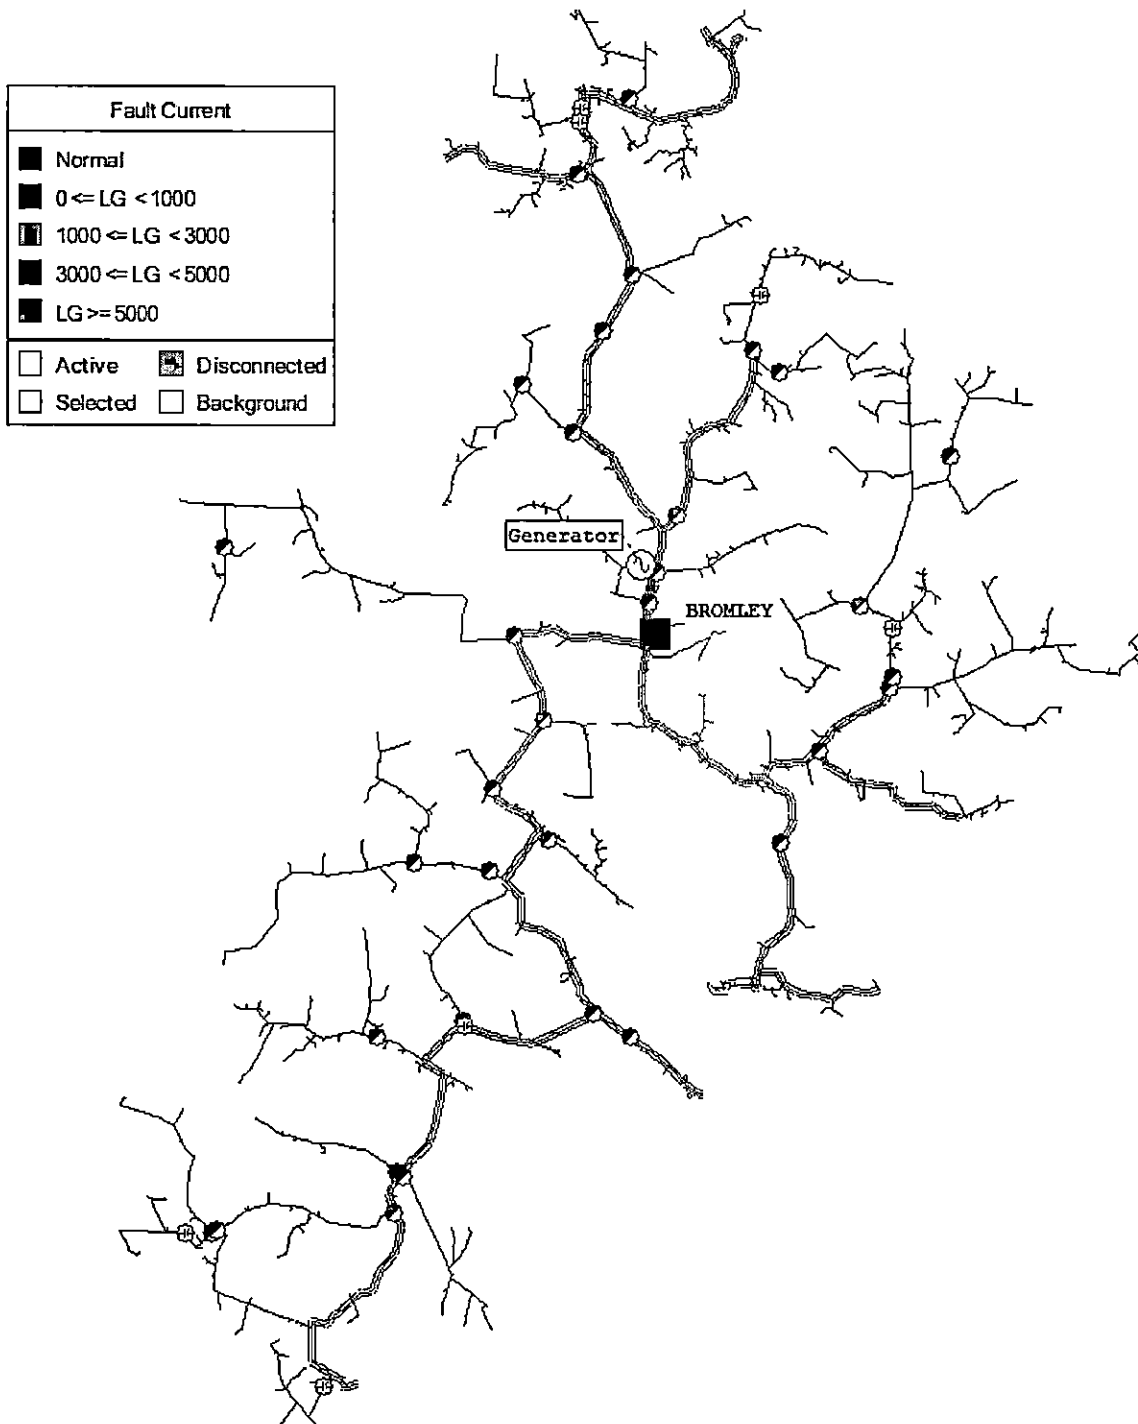 Fault Current
Normal
0 <= LG < 1000
1000 <= LG < 3000
3000 <= LG < 5000
LG >= 5000
Active Disconnected
Selected Background
Generator
BROMLEY